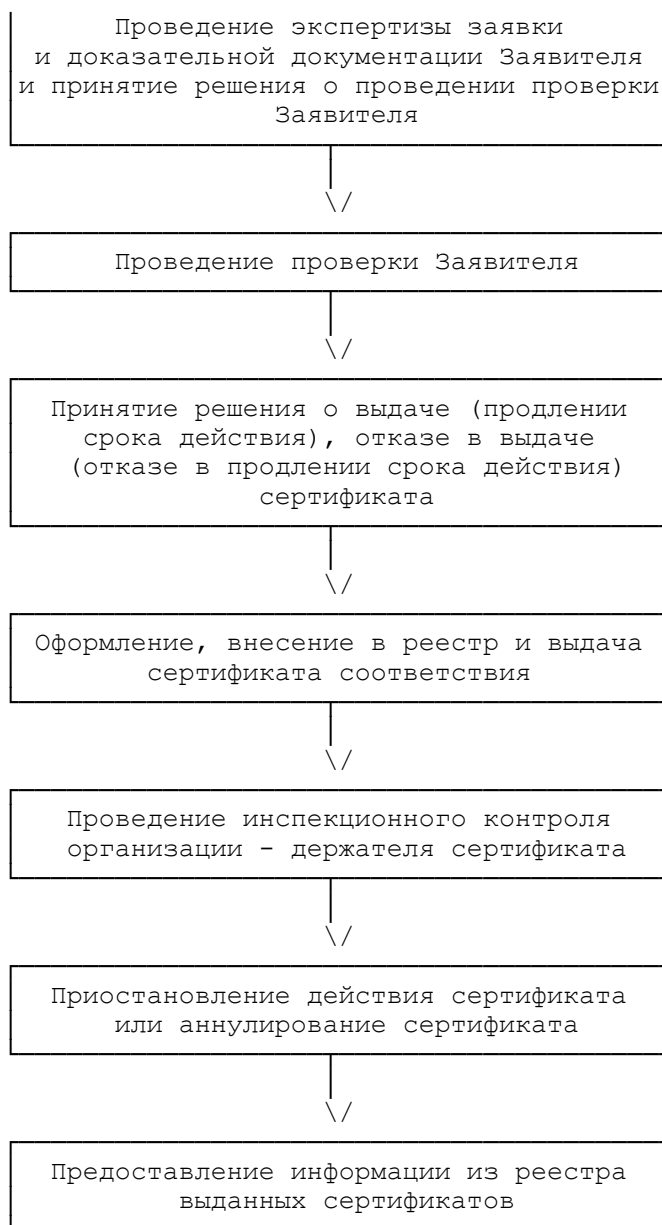 Проведение экспертизы заявки
и доказательной документации Заявителя
и принятие решения о проведении проверки
Заявителя
\/
Проведение проверки Заявителя
\/
Принятие решения о выдаче (продлении
срока действия), отказе в выдаче
(отказе в продлении срока действия)
сертификата
\/
Оформление, внесение в реестр и выдача
сертификата соответствия
\/
Проведение инспекционного контроля
организации - держателя сертификата
\/
Приостановление действия сертификата
или аннулирование сертификата
\/
Предоставление информации из реестра
выданных сертификатов